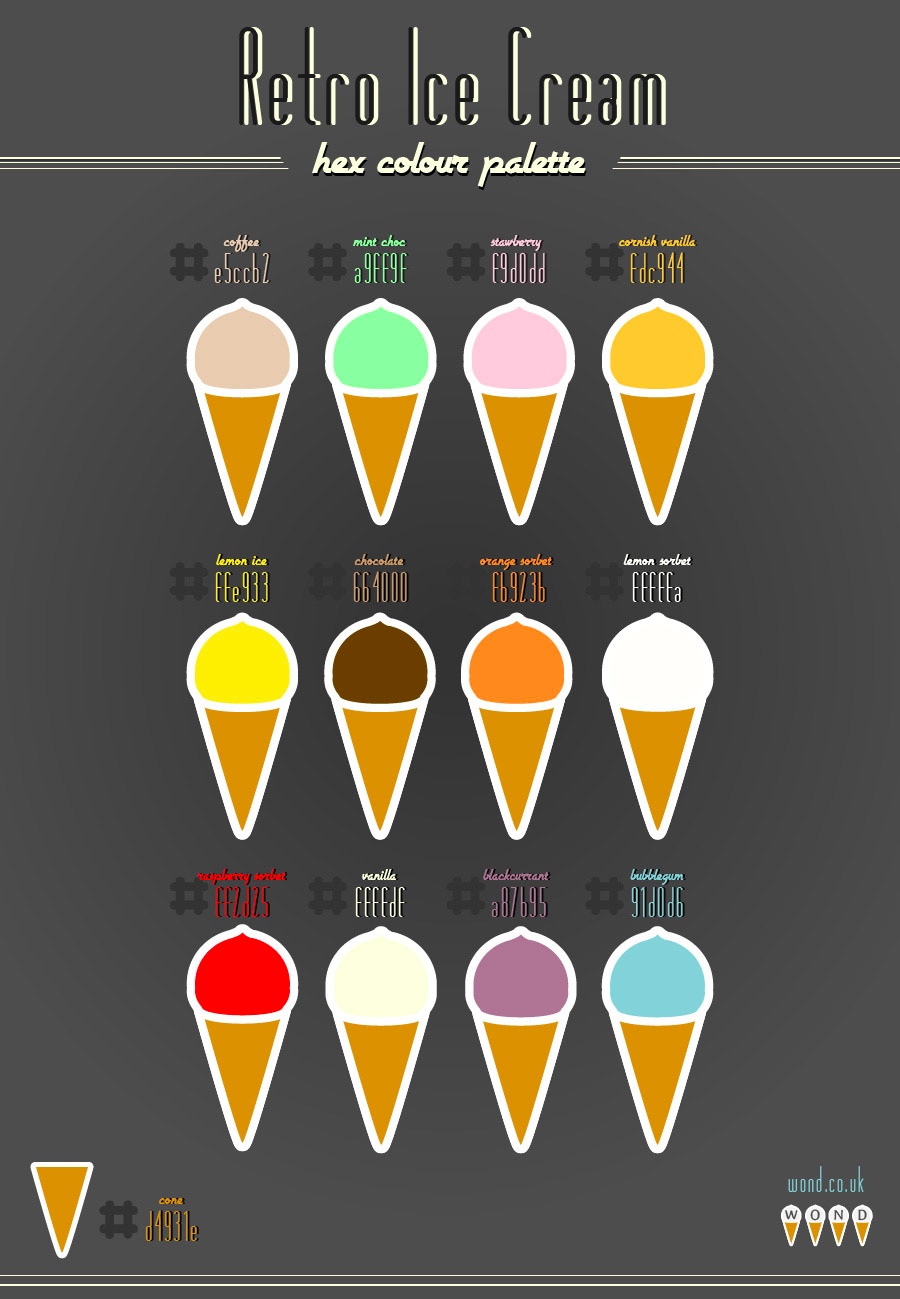 Retro Ice Cream
hex colour palette
coffee
#e5ccb2
mint choc
#a9ff9f
stawberry
#f9d0dd
cornish vanilla
#fdc944
lemon ice
#ffe933
chocolate
#664000
orange sorbet
#fb923b
lemon sorbet
#fffffa
raspberry sorbet
#ff2d25
vanilla
#ffffdf
blackcurrant
#a87b95
bubblegum
#91d0d6
cone
#d4931e
wond.co.uk
WOND